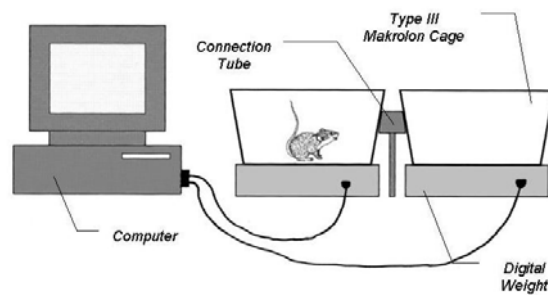 Type III
Makrolon Cage
Connection
Tube
Computer
Digital
Weight